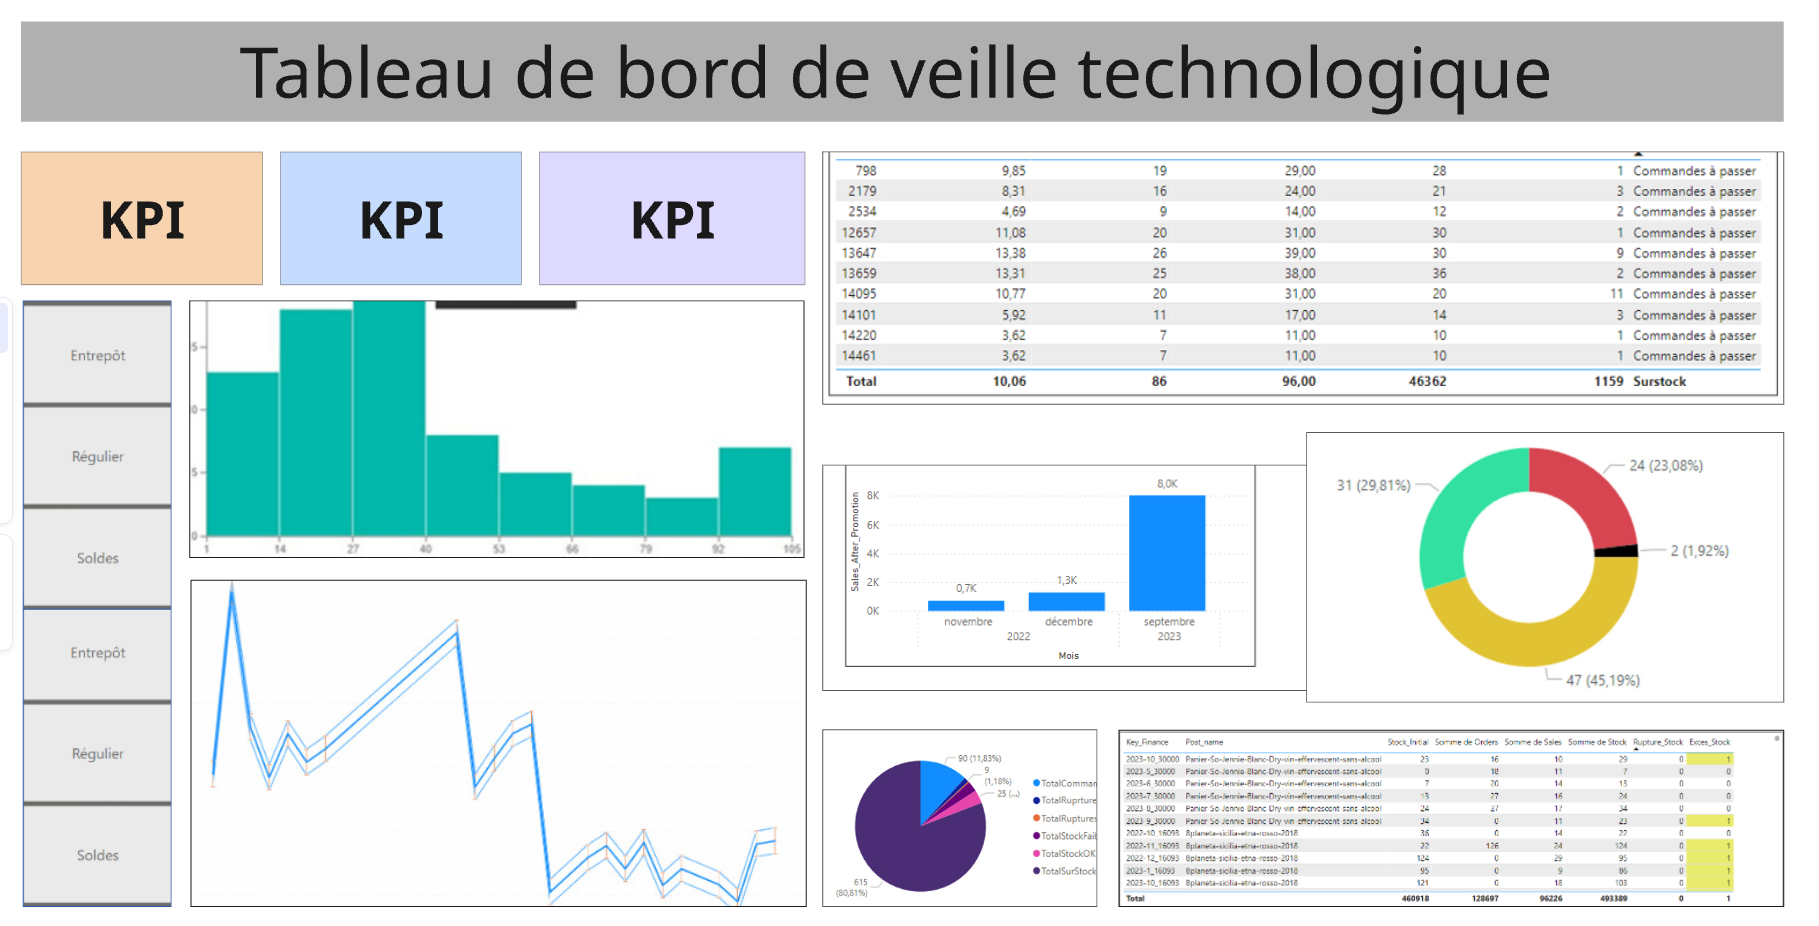 Tableau de bord de veille technologique
KPI
KPI
KPI
798 9,85 19 29,00 28 1 Commandes à passer
2179 8,31 16 24,00 21 3 Commandes à passer
2534 4,69 9 14,00 12 2 Commandes à passer
12657 11,08 20 31,00 30 1 Commandes à passer
13647 13,38 26 39,00 30 9 Commandes à passer
13659 13,31 25 38,00 36 2 Commandes à passer
14095 10,77 20 31,00 20 11 Commandes à passer
14101 5,92 11 17,00 14 3 Commandes à passer
14220 3,62 7 11,00 10 1 Commandes à passer
14461 3,62 7 11,00 10 1 Commandes à passer
Total 10,06 86 96,00 46362 1159 Surstock
Entrepôt
Régulier
Soldes
Entrepôt
Régulier
Soldes
5
0
5
0
1 14 27 40 53 66 79 92 105
Sales_After_Promotion
8K
6K
4K
2K
0K
0,7K
1,3K
8,0K
novembre décembre septembre
2022 2023
Mois
24 (23,08%)
31 (29,81%)
2 (1,92%)
47 (45,19%)
90 (11,83%)
9
(1,18%)
25 (...)
615
(80,81%)
TotalComman
TotalRuprture
TotalRuptures
TotalStockFail
TotalStockOK
TotalSurStock
Key_Finance Post_name Stock_Initial Somme de Orders Somme de Sales Somme de Stock Rupture_Stock Exces_Stock
2023-10_30000 Panier-So-Jennie-Blanc-Dry-vin-effervescent-sans-alcool 23 16 10 29 0 1
2023-5_30000 Panier-So-Jennie-Blanc-Dry-vin-effervescent-sans-alcool 0 18 11 7 0 0
2023-6_30000 Panier-So-Jennie-Blanc-Dry-vin-effervescent-sans-alcool 7 20 14 13 0 0
2023-7_30000 Panier-So-Jennie-Blanc-Dry-vin-effervescent-sans-alcool 13 27 16 24 0 0
2023-8_30000 Panier-So-Jennie-Blanc-Dry-vin-effervescent-sans-alcool 24 27 17 34 0 0
2023-9_30000 Panier-So-Jennie-Blanc-Dry-vin-effervescent-sans-alcool 34 0 11 23 0 1
2022-10_16093 8planeta-sicilia-etna-rosso-2018 36 0 14 22 0 0
2022-11_16093 8planeta-sicilia-etna-rosso-2018 22 126 24 124 0 1
2022-12_16093 8planeta-sicilia-etna-rosso-2018 124 0 29 95 0 1
2023-1_16093 8planeta-sicilia-etna-rosso-2018 95 0 9 86 0 1
2023-10_16093 8planeta-sicilia-etna-rosso-2018 121 0 18 103 0 1
Total 460918 128697 96226 493389 0 1